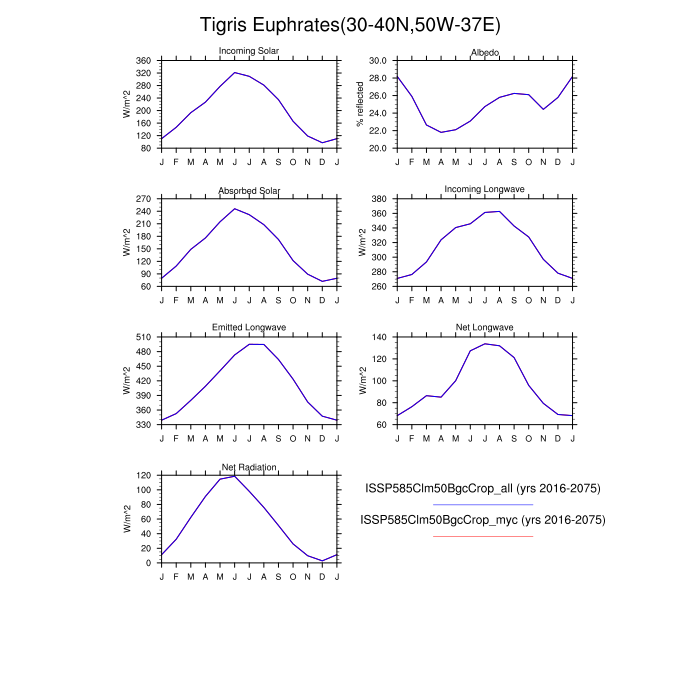 Tigris Euphrates(30-40N,50W-37E)
Incoming Solar
W/m^2
360
320
280
240
200
160
120
80
J F M A M J J A S O N D J
Albedo
% reflected
30.0
28.0
26.0
24.0
22.0
20.0
J F M A M J J A S O N D J
Absorbed Solar
W/m^2
270
240
210
180
150
120
90
60
J F M A M J J A S O N D J
Incoming Longwave
W/m^2
380
360
340
320
300
280
260
J F M A M J J A S O N D J
Emitted Longwave
W/m^2
510
480
450
420
390
360
330
J F M A M J J A S O N D J
Net Longwave
W/m^2
140
120
100
80
60
J F M A M J J A S O N D J
Net Radiation
W/m^2
120
100
80
60
40
20
0
J F M A M J J A S O N D J
ISSP585Clm50BgcCrop_all (yrs 2016-2075)
ISSP585Clm50BgcCrop_myc (yrs 2016-2075)